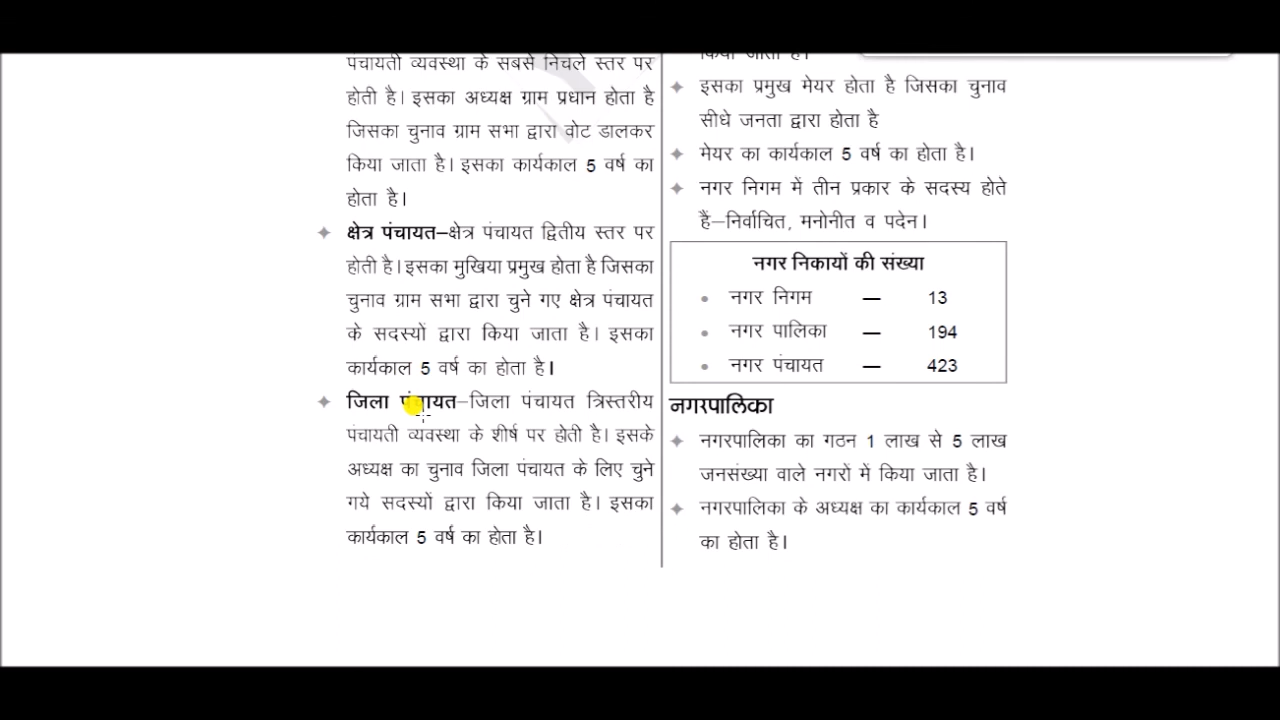 पंचायती व्यवस्था के सबसे निचले स्तर पर
होती है। इसका अध्यक्ष ग्राम प्रधान होता है
जिसका चुनाव ग्राम सभा द्वारा वोट डालकर
किया जाता है। इसका कार्यकाल 5 वर्ष का
होता है।
क्षेत्र पंचायत–क्षेत्र पंचायत द्वितीय स्तर पर
होती है। इसका मुखिया प्रमुख होता है जिसका
चुनाव ग्राम सभा द्वारा चुने गए क्षेत्र पंचायत
के सदस्यों द्वारा किया जाता है। इसका
कार्यकाल 5 वर्ष का होता है।
जिला पंचायत–जिला पंचायत त्रिस्तरीय
पंचायती व्यवस्था के शीर्ष पर होती है। इसके
अध्यक्ष का चुनाव जिला पंचायत के लिए चुने
गये सदस्यों द्वारा किया जाता है। इसका
कार्यकाल 5 वर्ष का होता है।
किया जाता है।
इसका प्रमुख मेयर होता है जिसका चुनाव
सीधे जनता द्वारा होता है
मेयर का कार्यकाल 5 वर्ष का होता है।
नगर निगम में तीन प्रकार के सदस्य होते
हैं–निर्वाचित, मनोनीत व पदेन।
नगर निकायों की संख्या
• नगर निगम — 13
• नगर पालिका — 194
• नगर पंचायत — 423
नगरपालिका
नगरपालिका का गठन 1 लाख से 5 लाख
जनसंख्या वाले नगरों में किया जाता है।
नगरपालिका के अध्यक्ष का कार्यकाल 5 वर्ष
का होता है।